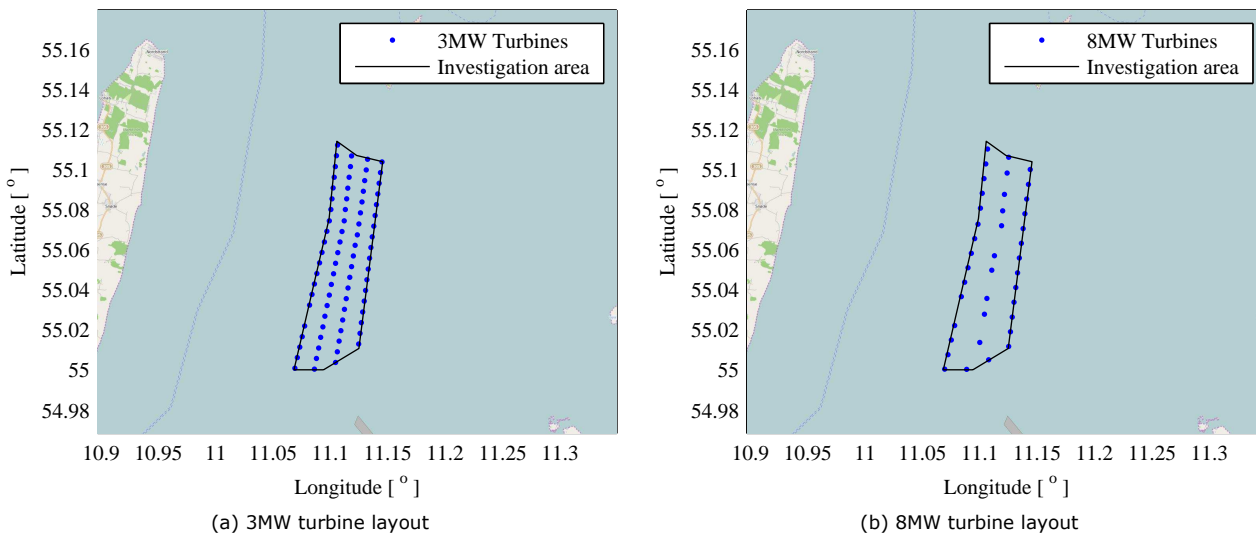 3MW Turbines
Investigation area
55.16
55.14
55.12
55.1
55.08
55.06
55.04
55.02
55
54.98
Latitude [ ° ]
10.9 10.95 11 11.05 11.1 11.15 11.2 11.25 11.3
Longitude [ ° ]
(a) 3MW turbine layout
8MW Turbines
Investigation area
55.16
55.14
55.12
55.1
55.08
55.06
55.04
55.02
55
54.98
Latitude [ ° ]
10.9 10.95 11 11.05 11.1 11.15 11.2 11.25 11.3
Longitude [ ° ]
(b) 8MW turbine layout